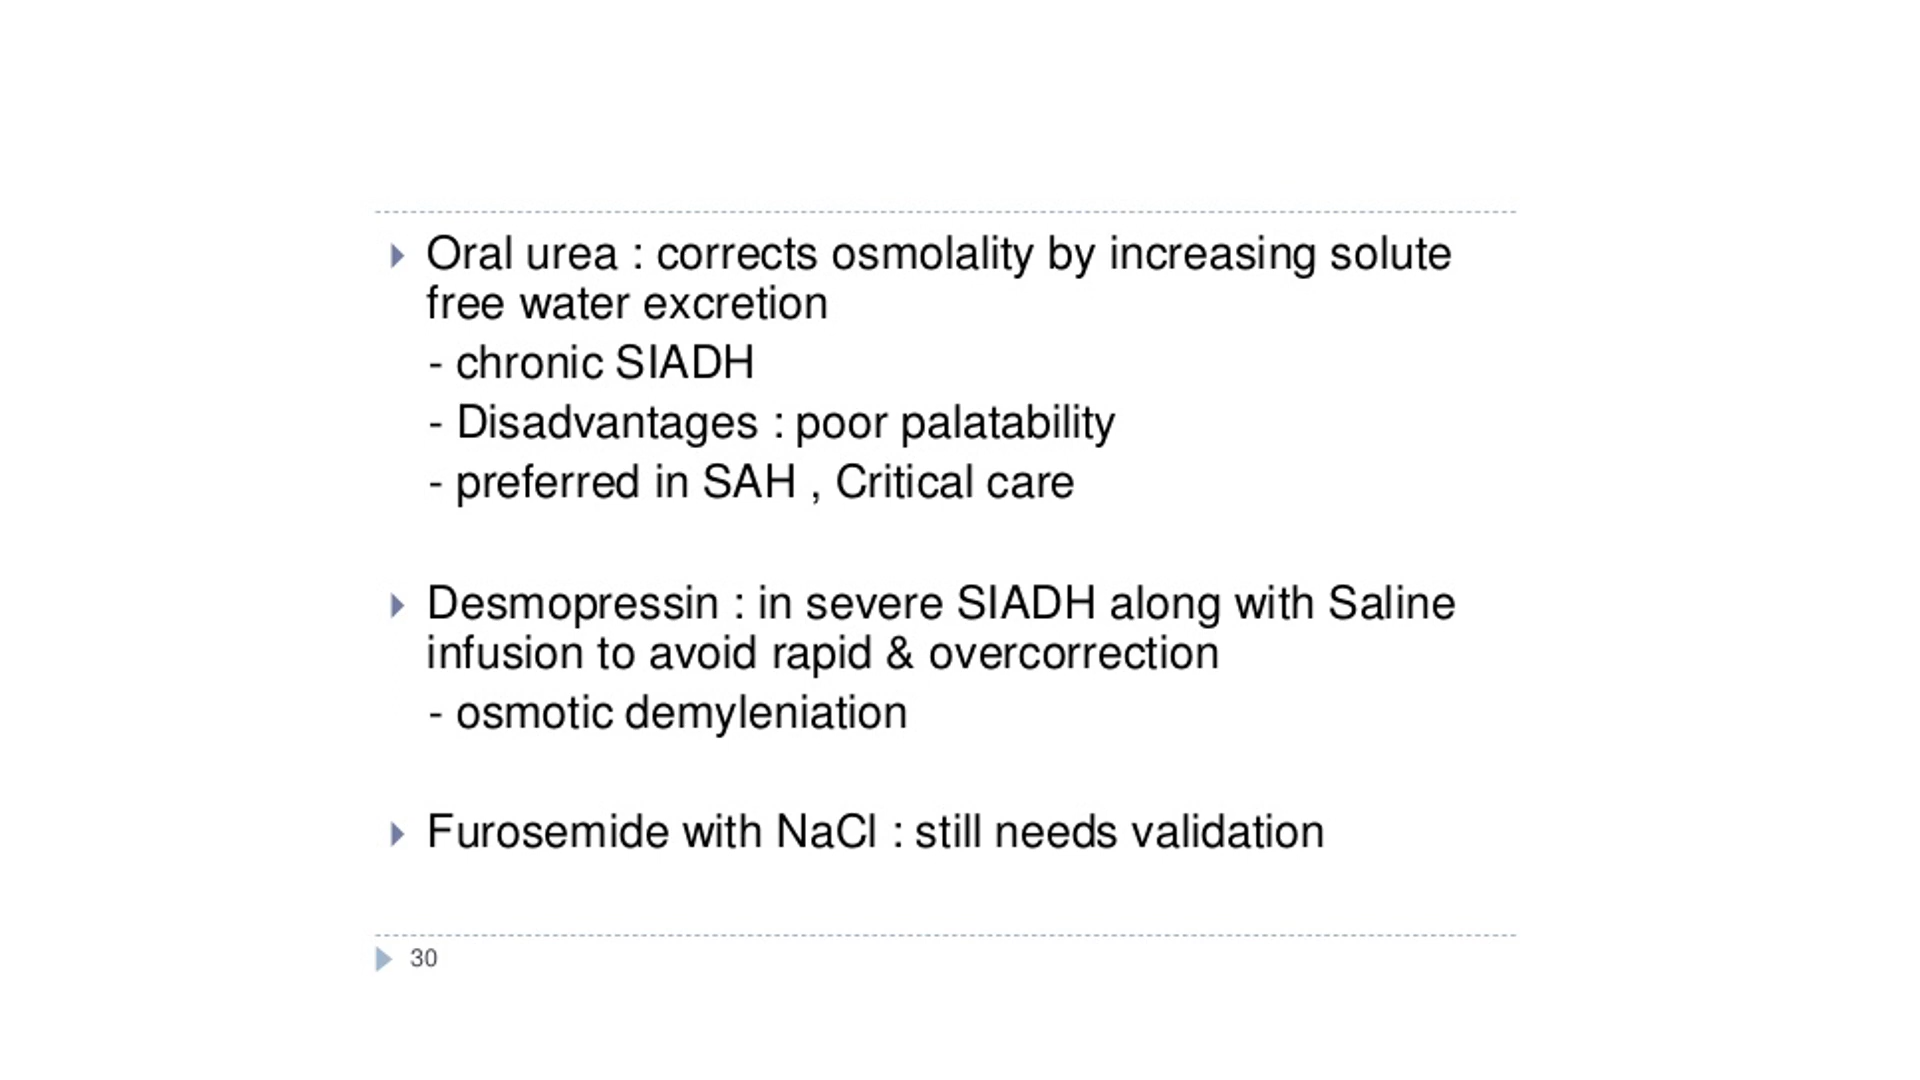 Oral urea : corrects osmolality by increasing solute
free water excretion
- chronic SIADH
- Disadvantages : poor palatability
- preferred in SAH , Critical care
Desmopressin : in severe SIADH along with Saline
infusion to avoid rapid & overcorrection
- osmotic demyleniation
Furosemide with NaCl : still needs validation
30